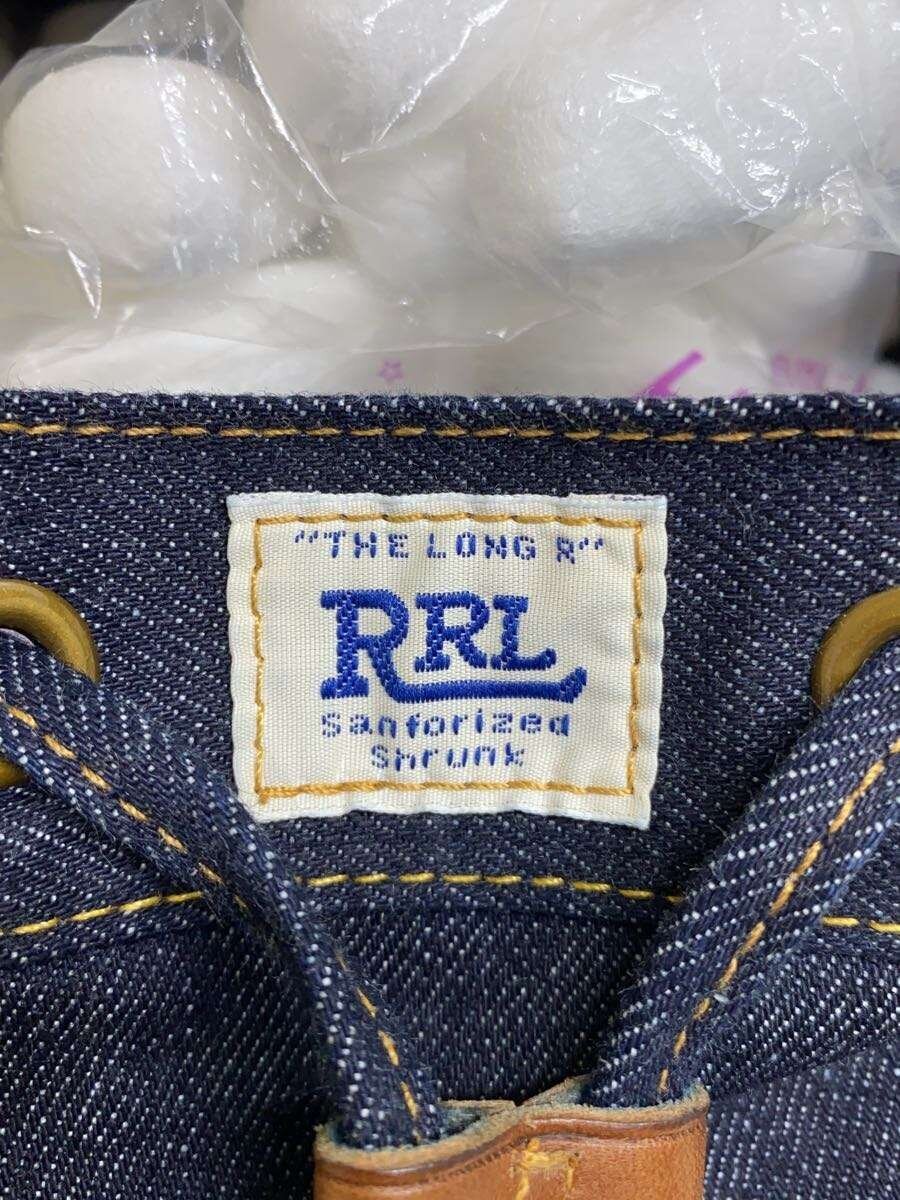 "THE LONG R"
RRL
Sanforized
Shrunk